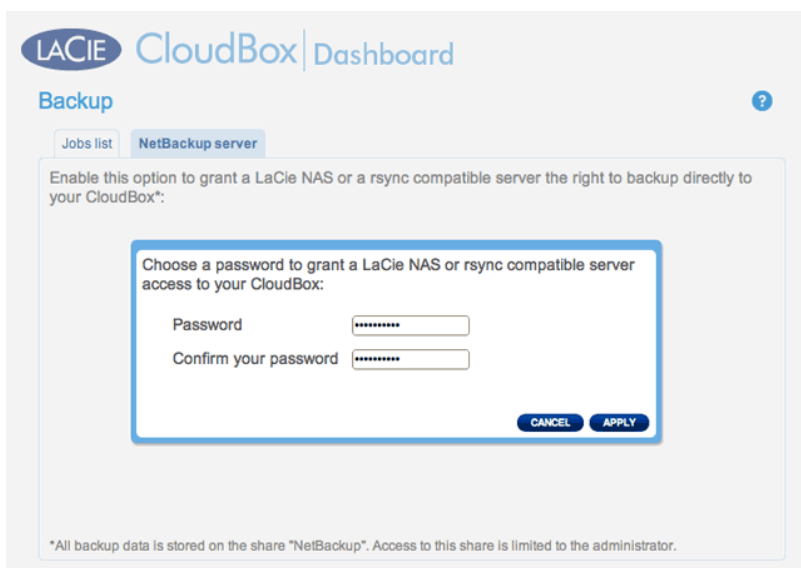 LACIE CloudBox Dashboard
Backup
?
Jobs list NetBackup server
Enable this option to grant a LaCie NAS or a rsync compatible server the right to backup directly to
your CloudBox*:
Choose a password to grant a LaCie NAS or rsync compatible server
access to your CloudBox:
Password ••••••••••
Confirm your password ••••••••••
CANCEL APPLY
*All backup data is stored on the share "NetBackup". Access to this share is limited to the administrator.